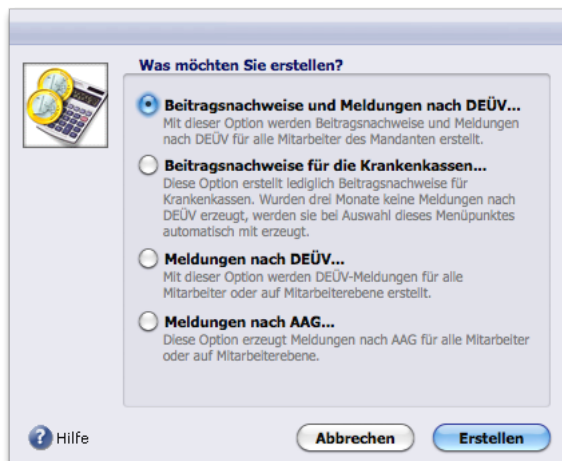 Was möchten Sie erstellen?
Beitragsnachweise und Meldungen nach DEÜV...
Mit dieser Option werden Beitragsnachweise und Meldungen
nach DEÜV für alle Mitarbeiter des Mandanten erstellt.
Beitragsnachweise für die Krankenkassen...
Diese Option erstellt lediglich Beitragsnachweise für
Krankenkassen. Wurden drei Monate keine Meldungen nach
DEÜV erzeugt, werden sie bei Auswahl dieses Menüpunktes
automatisch mit erzeugt.
Meldungen nach DEÜV...
Mit dieser Option werden DEÜV-Meldungen für alle
Mitarbeiter oder auf Mitarbeiterebene erstellt.
Meldungen nach AAG...
Diese Option erzeugt Meldungen nach AAG für alle Mitarbeiter
oder auf Mitarbeiterebene.
Hilfe
Abbrechen
Erstellen